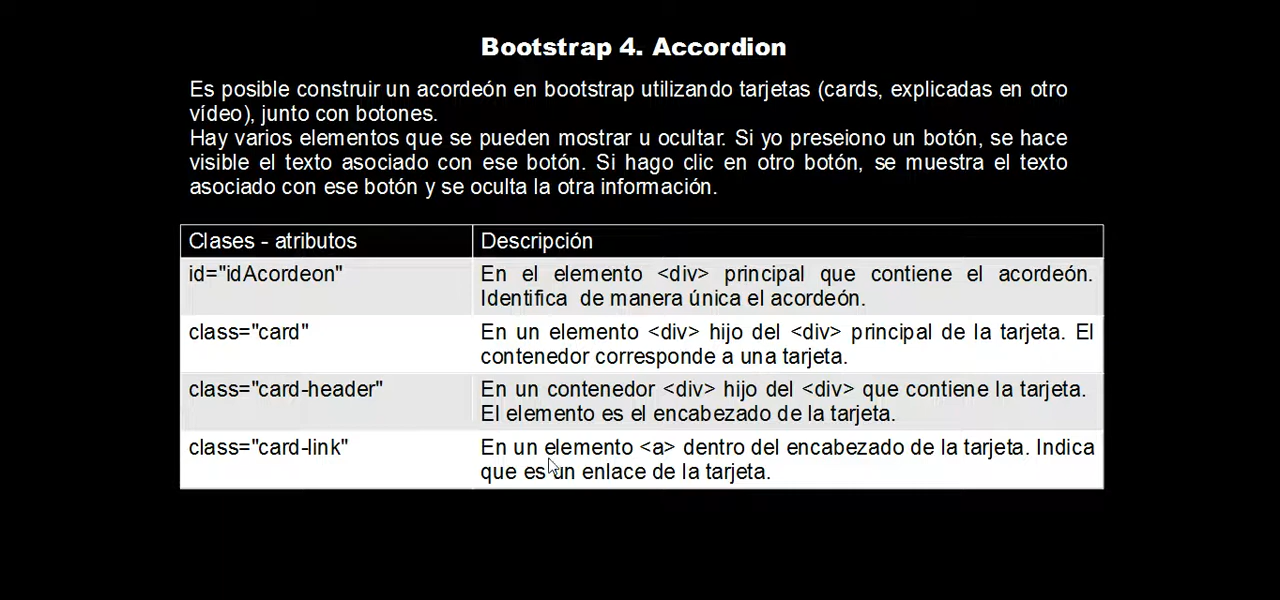 Bootstrap 4. Accordion
Es posible construir un acordeón en bootstrap utilizando tarjetas (cards, explicadas en otro
vídeo), junto con botones.
Hay varios elementos que se pueden mostrar u ocultar. Si yo preseiono un botón, se hace
visible el texto asociado con ese botón. Si hago clic en otro botón, se muestra el texto
asociado con ese botón y se oculta la otra información.
Clases - atributos
Descripción
id="idAcordeon"
En el elemento <div> principal que contiene el acordeón.
Identifica de manera única el acordeón.
class="card"
En un elemento <div> hijo del <div> principal de la tarjeta. El
contenedor corresponde a una tarjeta.
class="card-header"
En un contenedor <div> hijo del <div> que contiene la tarjeta.
El elemento es el encabezado de la tarjeta.
class="card-link"
En un elemento <a> dentro del encabezado de la tarjeta. Indica
que es un enlace de la tarjeta.